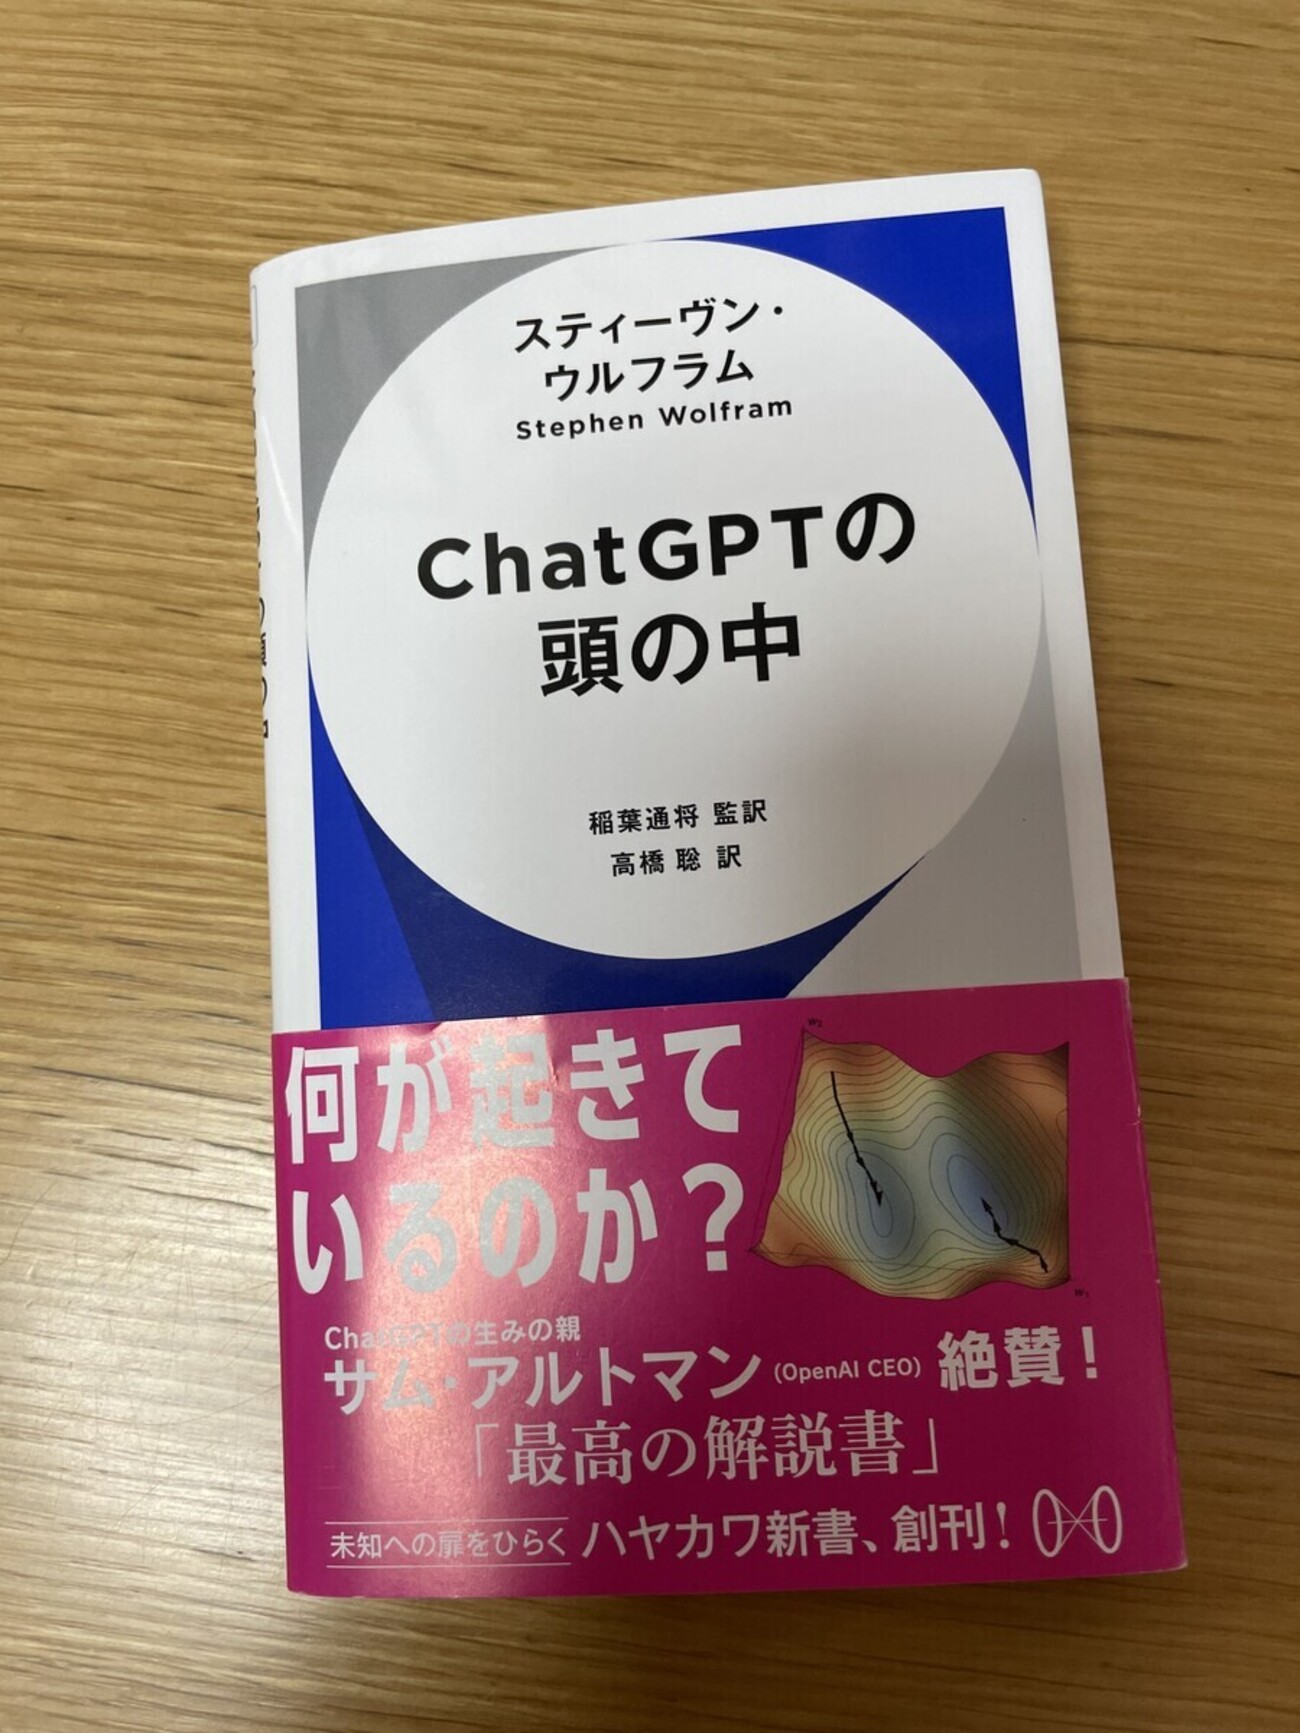 スティーヴン・
ウルフラム
Stephen Wolfram
ChatGPTの
頭の中
稲葉通将 監訳
高橋 聡 訳
何が起きて
いるのか?
w₂
w₁
ChatGPTの生みの親
サム・アルトマン(OpenAI CEO) 絶賛!
「最高の解説書」
未知への扉をひらく ハヤカワ新書、創刊!